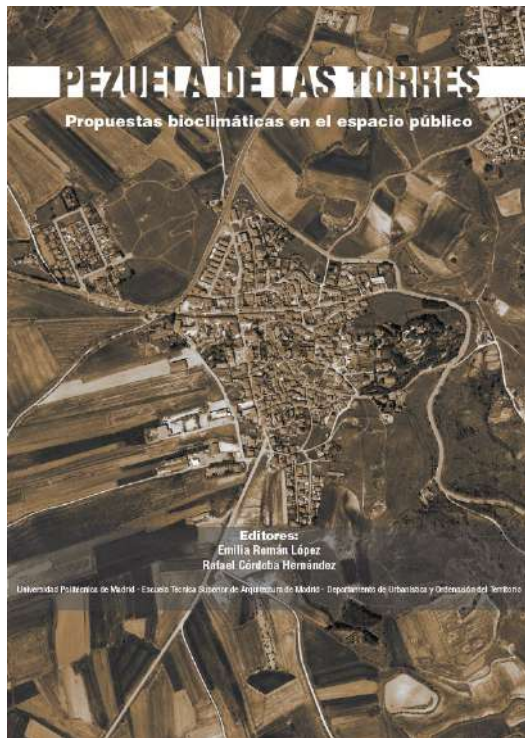 PEZUELA DE LAS TORRES
Propuestas bioclimáticas en el espacio público
Editores:
Emilia Román López
Rafael Córdoba Hernández
Universidad Politécnica de Madrid - Escuela Técnica Superior de Arquitectura de Madrid - Departamento de Urbanística y Ordenación del Territorio